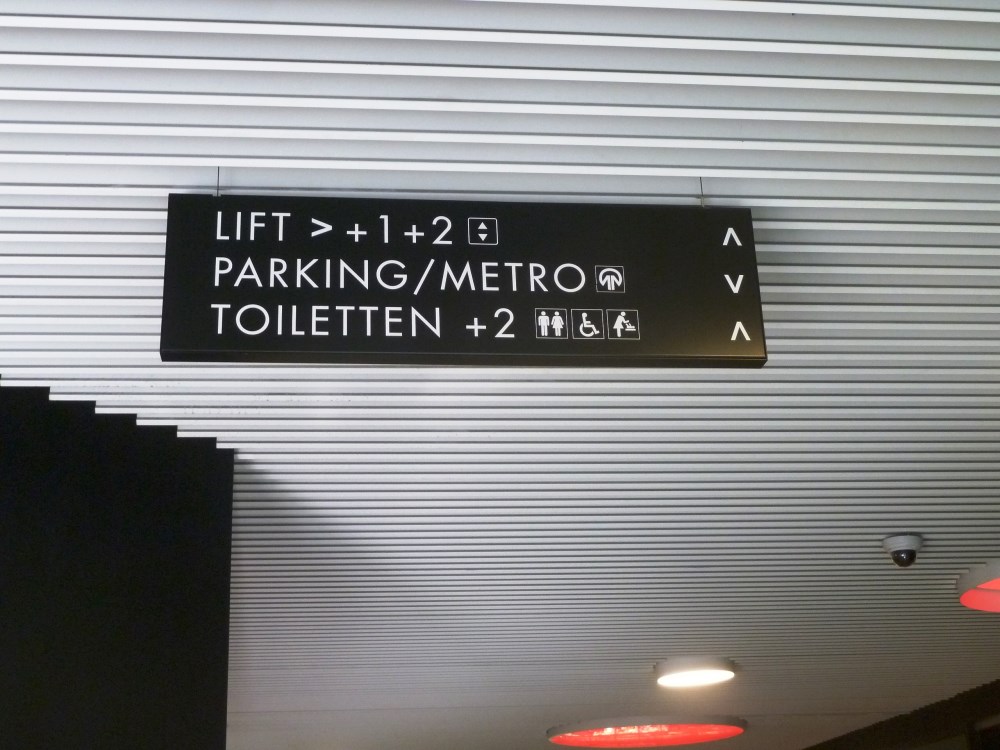 LIFT > +1+2
PARKING/METRO
TOILETTEN +2